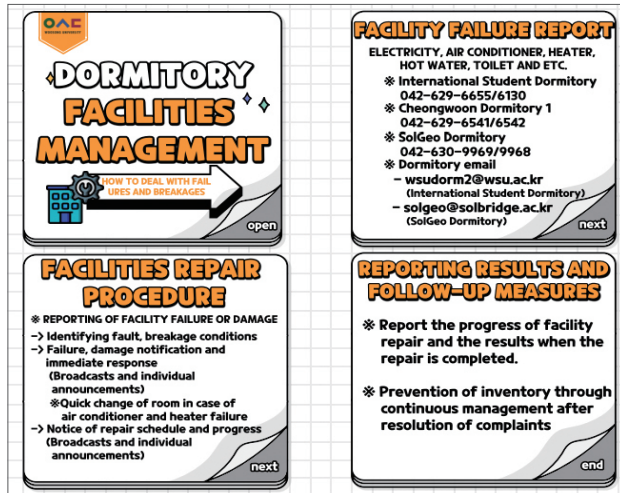 OAC
WOOSONG UNIVERSITY
DORMITORY
FACILITIES
MANAGEMENT
HOW TO DEAL WITH FAIL
URES AND BREAKAGES
open
FACILITY FAILURE REPORT
ELECTRICITY, AIR CONDITIONER, HEATER,
HOT WATER, TOILET AND ETC.
※ International Student Dormitory
042-629-6655/6130
※ Cheongwoon Dormitory 1
042-629-6541/6542
※ SolGeo Dormitory
042-630-9969/9968
※ Dormitory email
- wsudorm2@wsu.ac.kr
(International Student Dormitory)
- solgeo@solbridge.ac.kr
(SolGeo Dormitory)
next
FACILITIES REPAIR
PROCEDURE
※ REPORTING OF FACILITY FAILURE OR DAMAGE
-> Identifying fault, breakage conditions
-> Failure, damage notification and
immediate response
(Broadcasts and individual
announcements)
※Quick change of room in case of
air conditioner and heater failure
-> Notice of repair schedule and progress
(Broadcasts and individual
announcements)
next
REPORTING RESULTS AND
FOLLOW-UP MEASURES
※ Report the progress of facility
repair and the results when the
repair is completed.
※ Prevention of inventory through
continuous management after
resolution of complaints
end